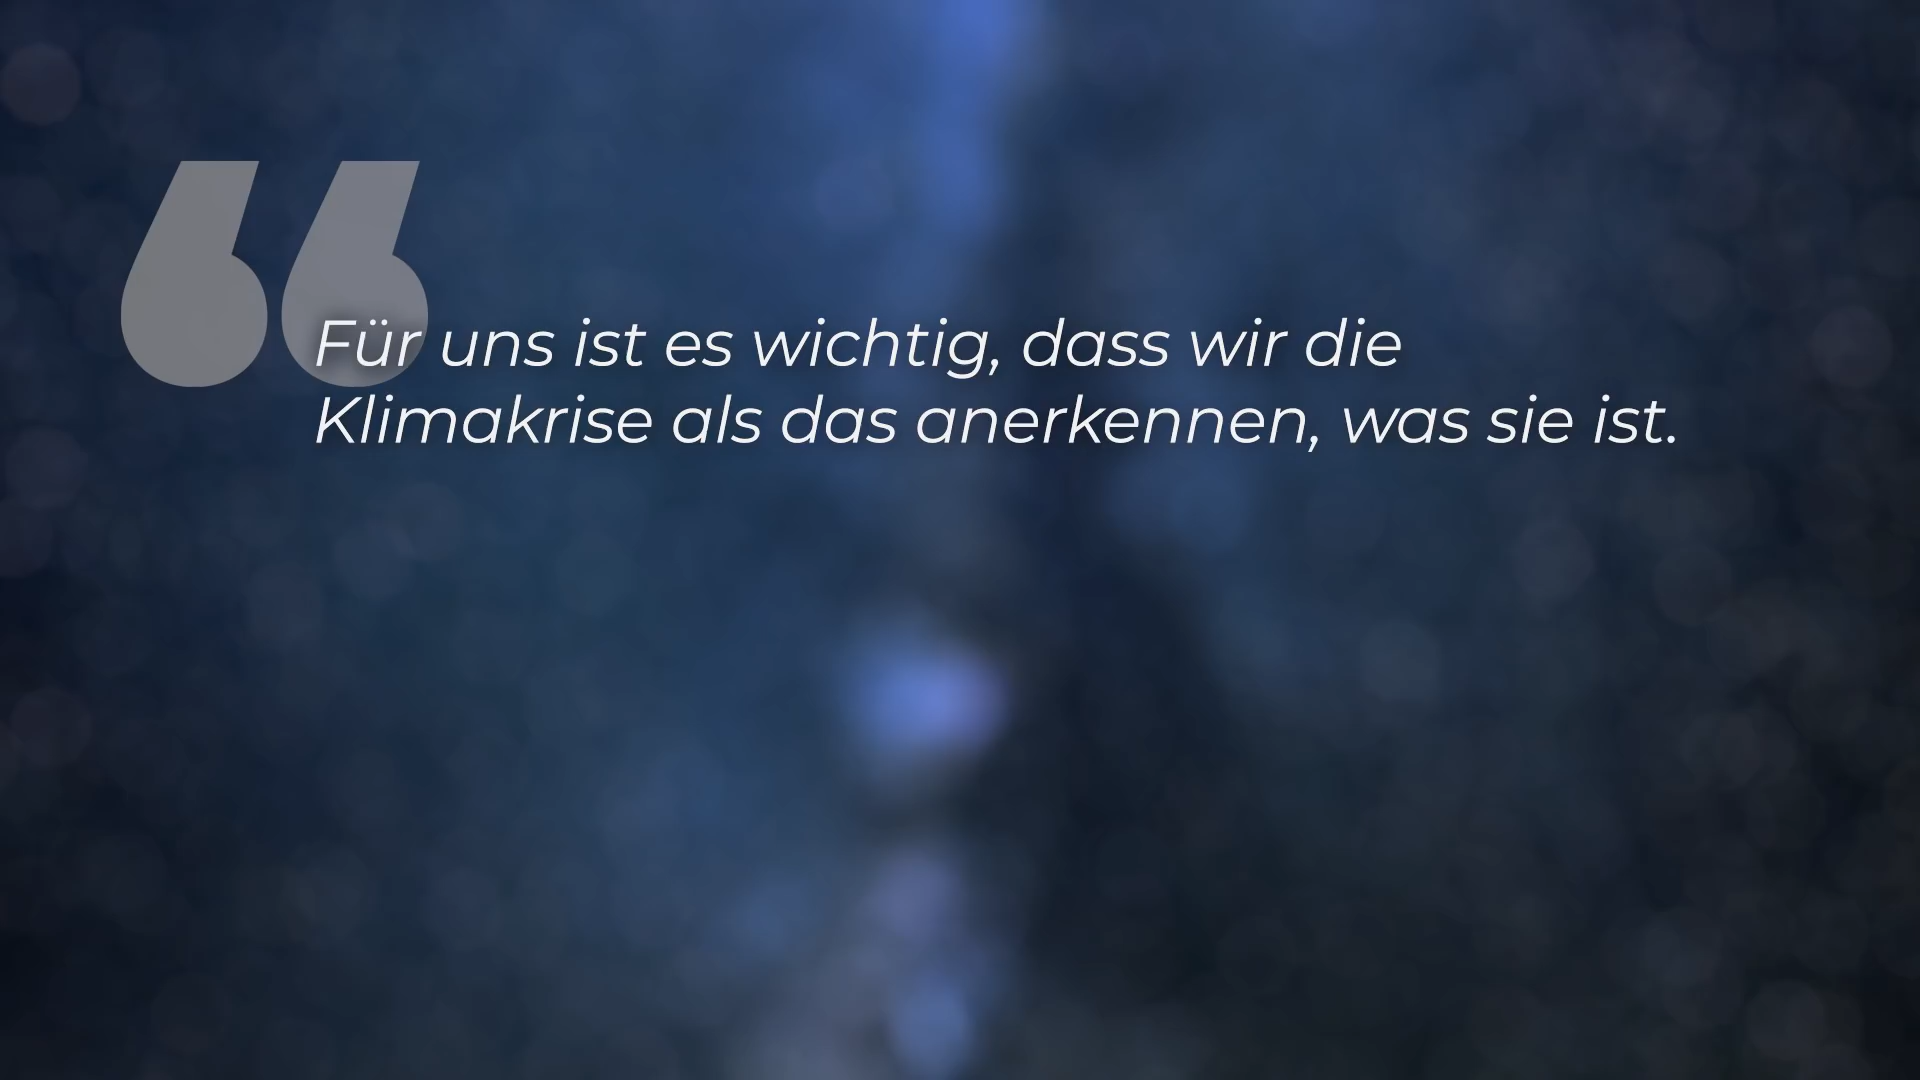 “
Für uns ist es wichtig, dass wir die
Klimakrise als das anerkennen, was sie ist.